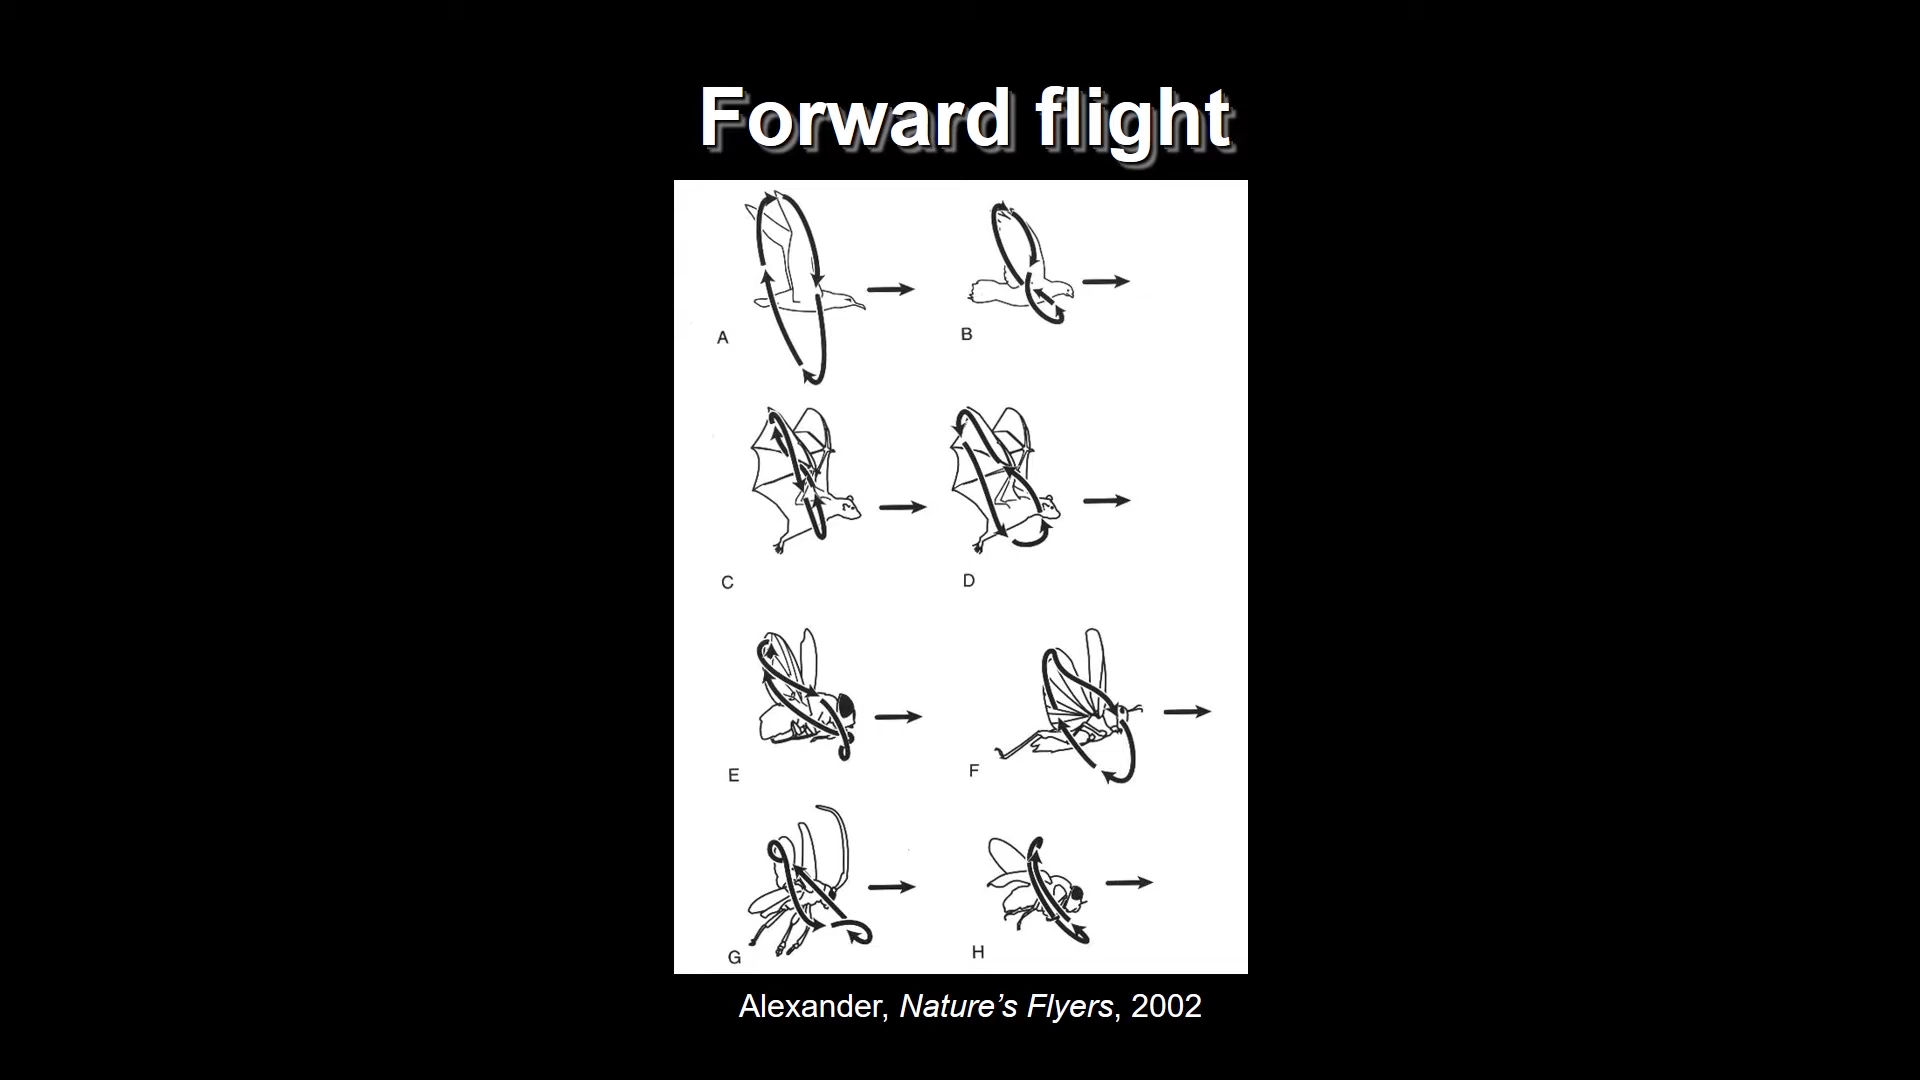 Forward flight
A
B
C
D
E
F
G
H
Alexander, Nature’s Flyers, 2002